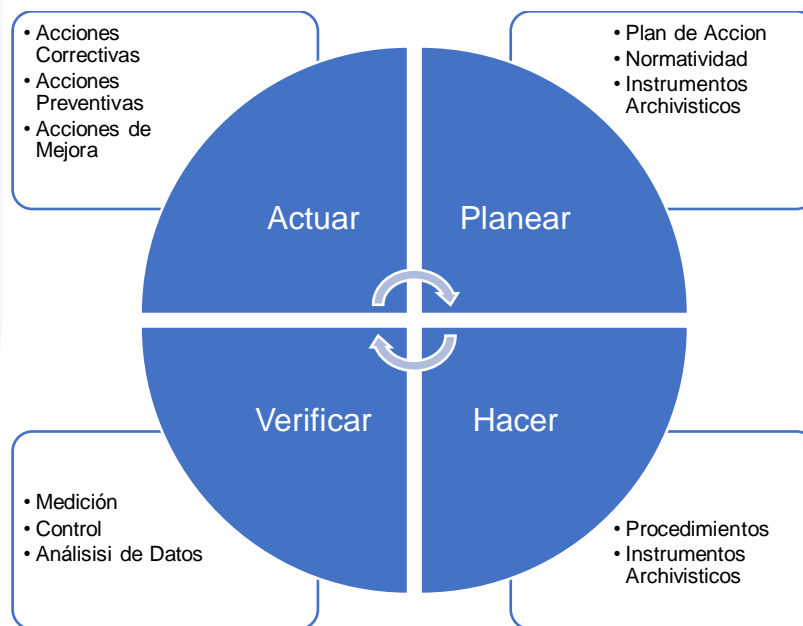 • Acciones
Correctivas
• Acciones
Preventivas
• Acciones de
Mejora
• Plan de Accion
• Normatividad
• Instrumentos
Archivisticos
Actuar
Planear
Verificar
Hacer
• Medición
• Control
• Análisisi de Datos
• Procedimientos
• Instrumentos
Archivisticos